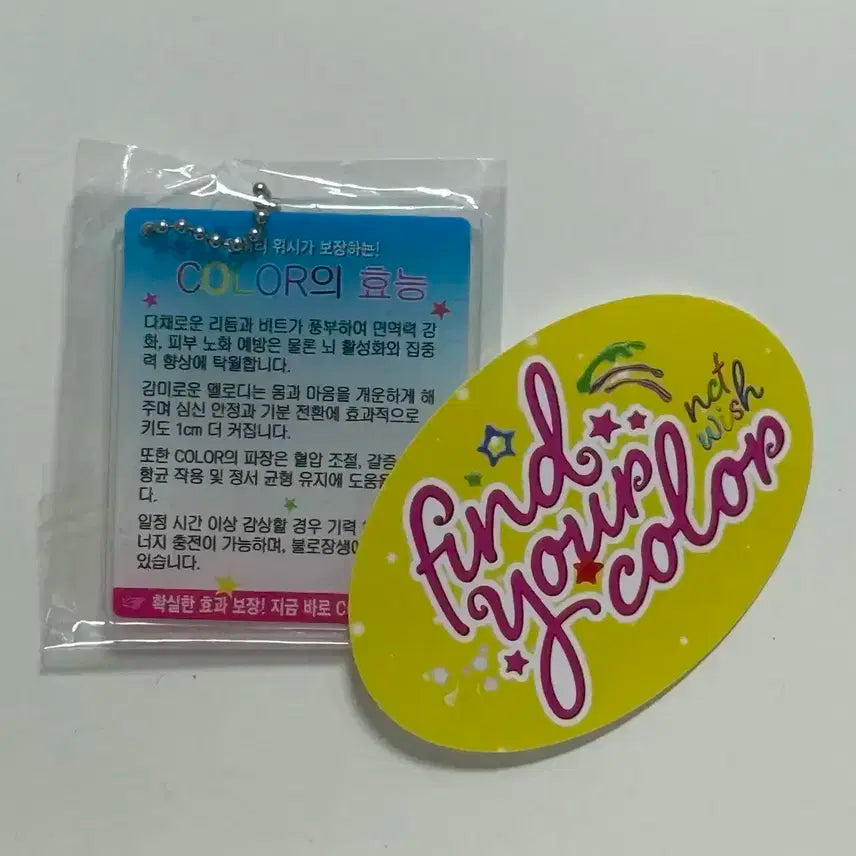 위시가 보장하는!
COLOR의 효능
다채로운 리듬과 비트가 풍부하여 면역력 강
화, 피부 노화 예방은 물론 뇌 활성화와 집중
력 향상에 탁월합니다.
감미로운 멜로디는 몸과 마음을 개운하게 해
주며 심신 안정과 기분 전환에 효과적으로
키도 1cm 더 커집니다.
또한 COLOR의 파장은 혈압 조절, 갈증
항균 작용 및 정서 균형 유지에 도움
다.
일정 시간 이상 감상할 경우 기력
너지 충전이 가능하며, 불로장생에
있습니다.
확실한 효과 보장! 지금 바로 C
nct
wish
find
your
color